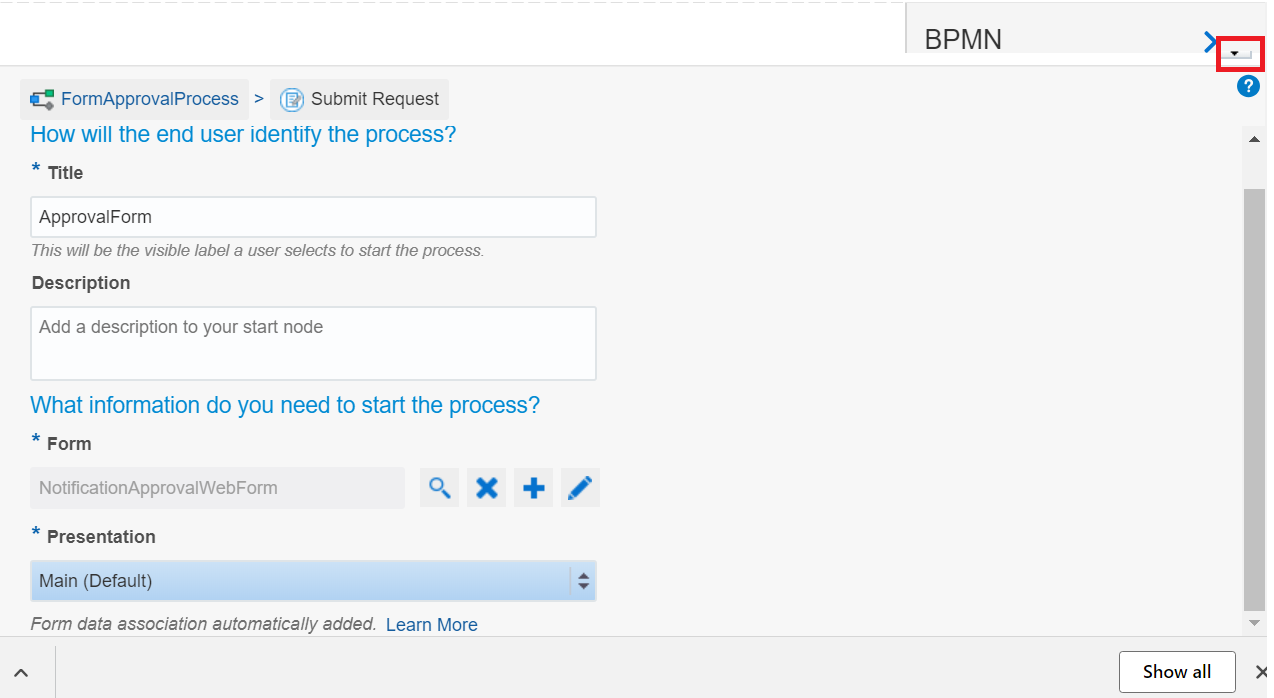 BPMN
FormApprovalProcess > Submit Request
How will the end user identify the process?
* Title
ApprovalForm
This will be the visible label a user selects to start the process.
Description
Add a description to your start node
What information do you need to start the process?
* Form
NotificationApprovalWebForm
* Presentation
Main (Default)
Form data association automatically added. Learn More
Show all